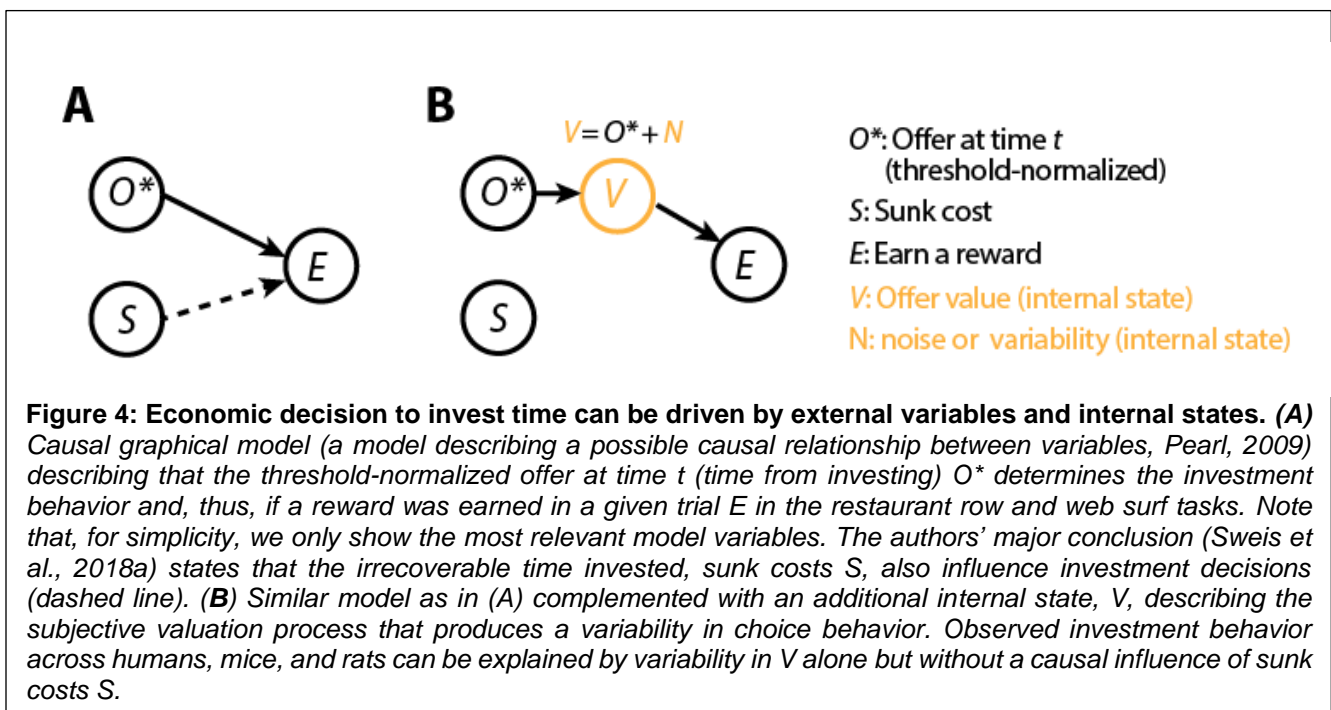 A
B
V=O*+N
O*
S
E
O*
V
S
E
O*: Offer at time t
(threshold-normalized)
S: Sunk cost
E: Earn a reward
V: Offer value (internal state)
N: noise or variability (internal state)
Figure 4: Economic decision to invest time can be driven by external variables and internal states. (A)
Causal graphical model (a model describing a possible causal relationship between variables, Pearl, 2009)
describing that the threshold-normalized offer at time t (time from investing) O* determines the investment
behavior and, thus, if a reward was earned in a given trial E in the restaurant row and web surf tasks. Note
that, for simplicity, we only show the most relevant model variables. The authors' major conclusion (Sweis et
al., 2018a) states that the irrecoverable time invested, sunk costs S, also influence investment decisions
(dashed line). (B) Similar model as in (A) complemented with an additional internal state, V, describing the
subjective valuation process that produces a variability in choice behavior. Observed investment behavior
across humans, mice, and rats can be explained by variability in V alone but without a causal influence of sunk
costs S.